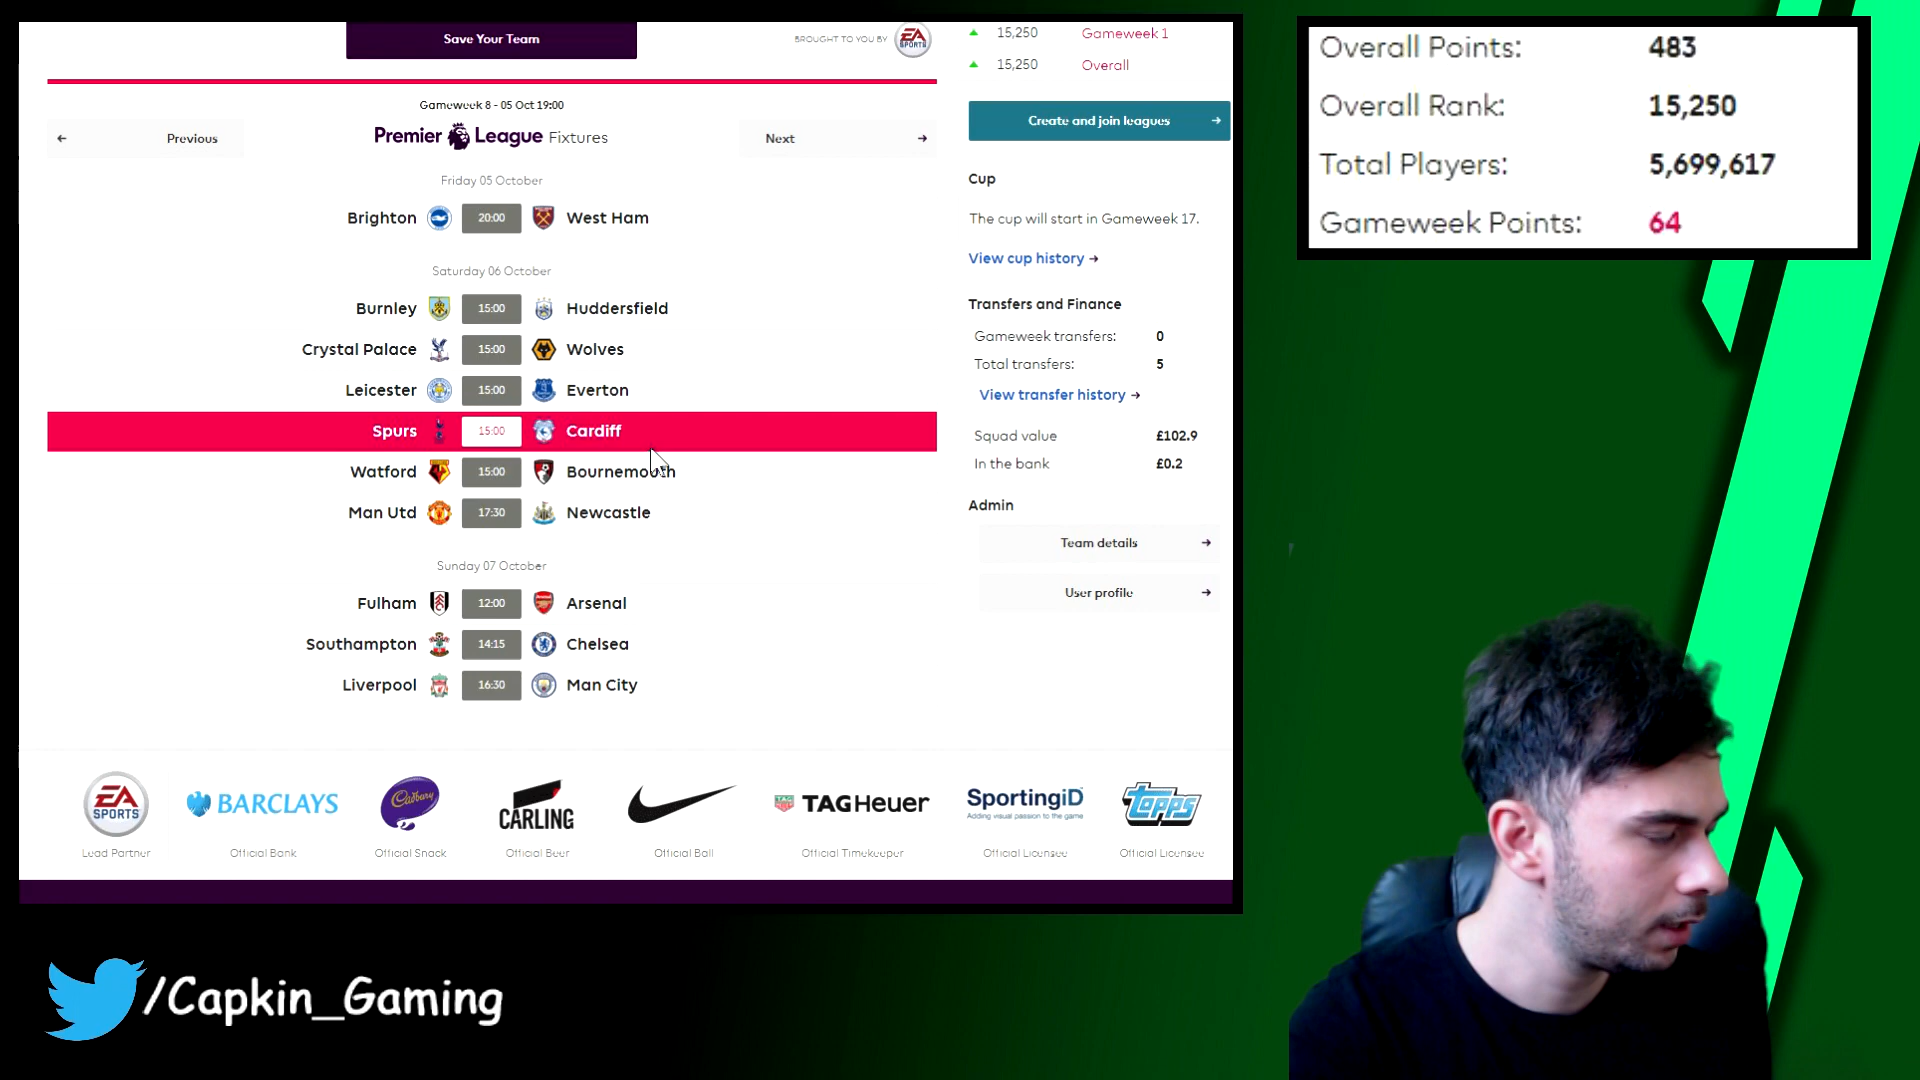 Save Your Team
BROUGHT TO YOU BY
EA SPORTS
15,250 Gameweek 1
15,250 Overall
Gameweek 8 - 05 Oct 19:00
← Previous
Premier League Fixtures
Next →
Friday 05 October
Brighton 20:00 West Ham
Saturday 06 October
Burnley 15:00 Huddersfield
Crystal Palace 15:00 Wolves
Leicester 15:00 Everton
Spurs 15:00 Cardiff
Watford 15:00 Bournemouth
Man Utd 17:30 Newcastle
Sunday 07 October
Fulham 12:00 Arsenal
Southampton 14:15 Chelsea
Liverpool 16:30 Man City
Create and join leagues →
Cup
The cup will start in Gameweek 17.
View cup history →
Transfers and Finance
Gameweek transfers: 0
Total transfers: 5
View transfer history →
Squad value £102.9
In the bank £0.2
Admin
Team details →
User profile →
EA SPORTS
Lead Partner
BARCLAYS
Official Bank
Cadbury
Official Snack
CARLING
Official Beer
Official Ball
TAGHeuer
Official Timekeeper
SportingiD
Adding visual passion to the game
Official Licensee
Topps
Official Licensee
Overall Points: 483
Overall Rank: 15,250
Total Players: 5,699,617
Gameweek Points: 64
/Capkin_Gaming